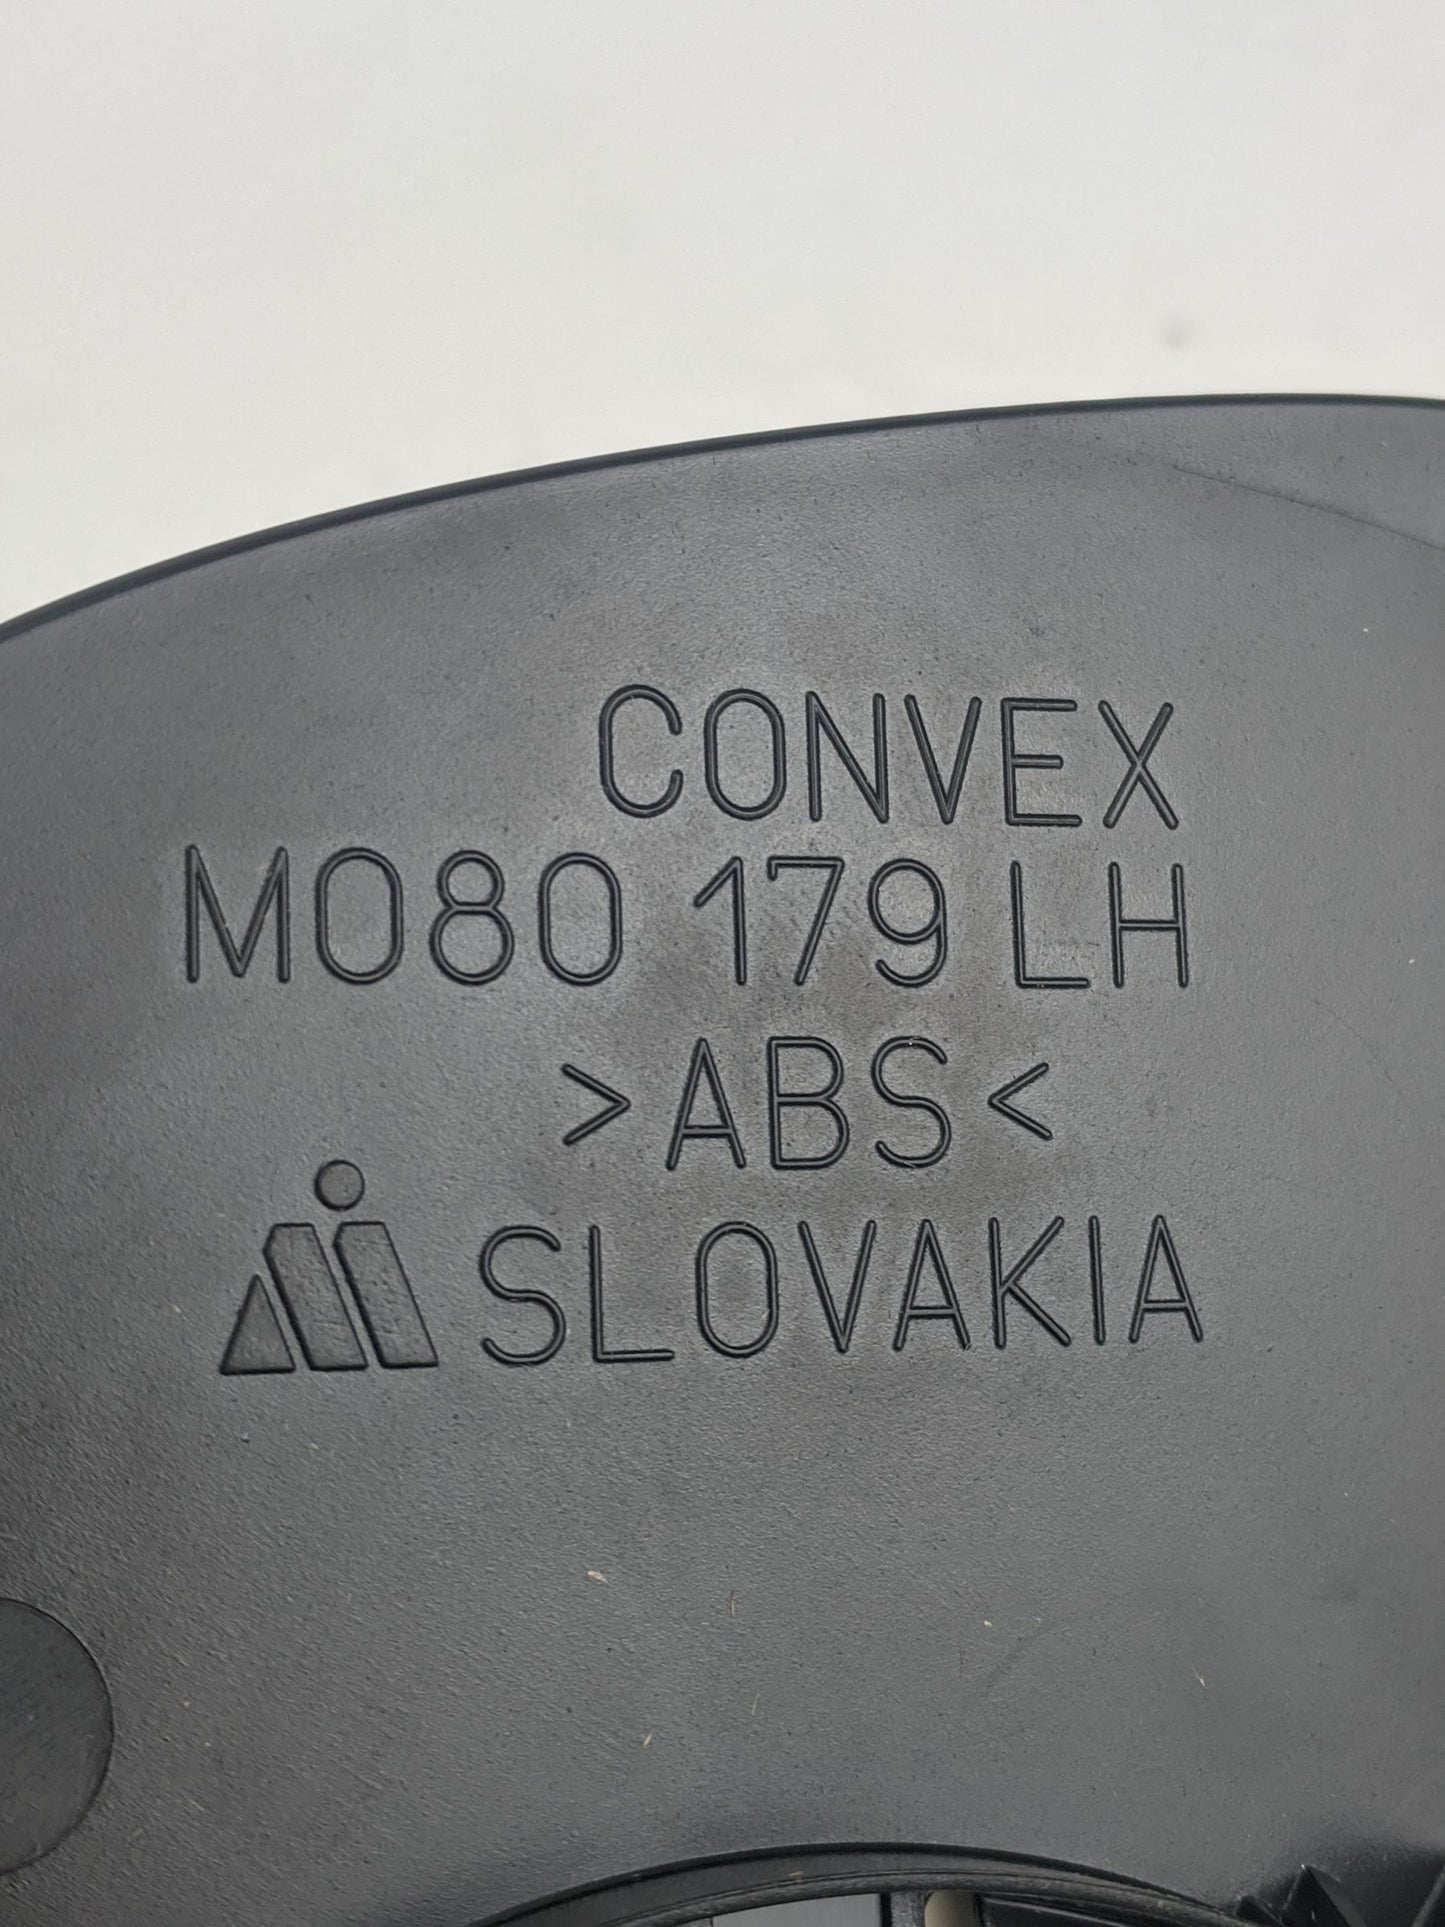 CONVEX
M080 179 LH
>ABS<
SLOVAKIA